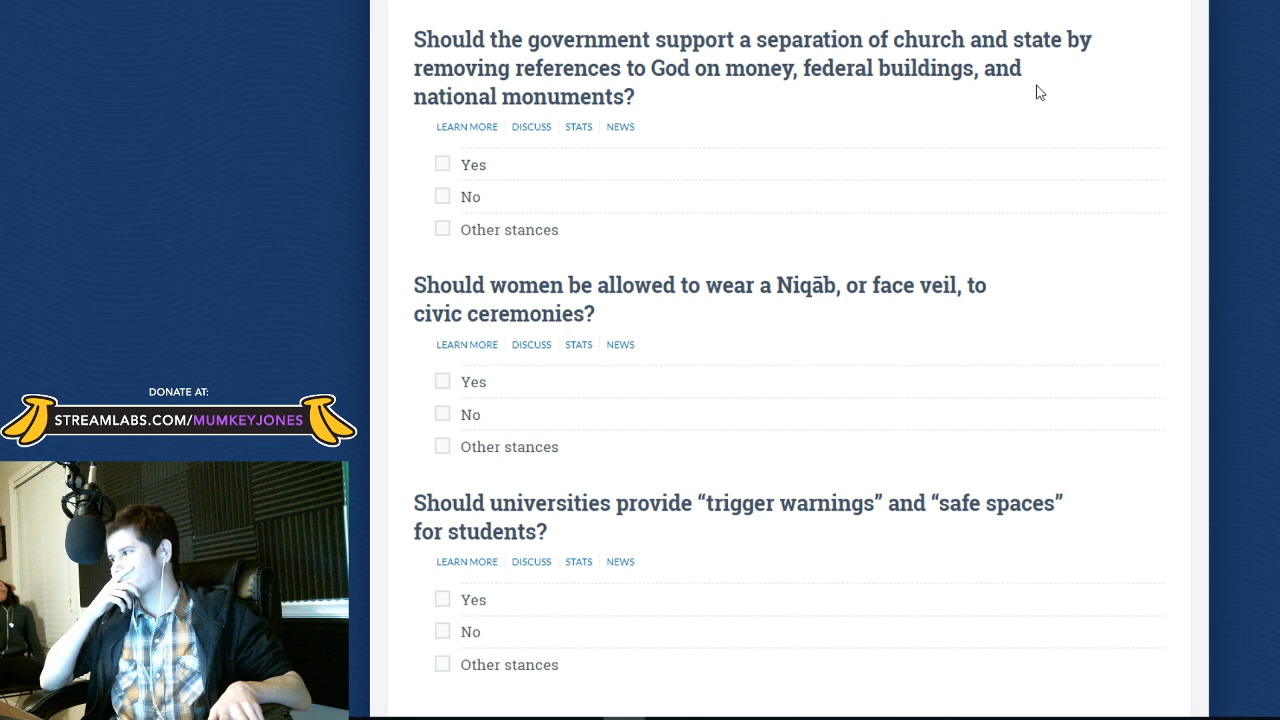 Should the government support a separation of church and state by
removing references to God on money, federal buildings, and
national monuments?
LEARN MORE DISCUSS STATS NEWS
Yes
No
Other stances
Should women be allowed to wear a Niqāb, or face veil, to
civic ceremonies?
LEARN MORE DISCUSS STATS NEWS
Yes
No
Other stances
DONATE AT:
STREAMLABS.COM/MUMKEYJONES
Should universities provide “trigger warnings” and “safe spaces”
for students?
LEARN MORE DISCUSS STATS NEWS
Yes
No
Other stances